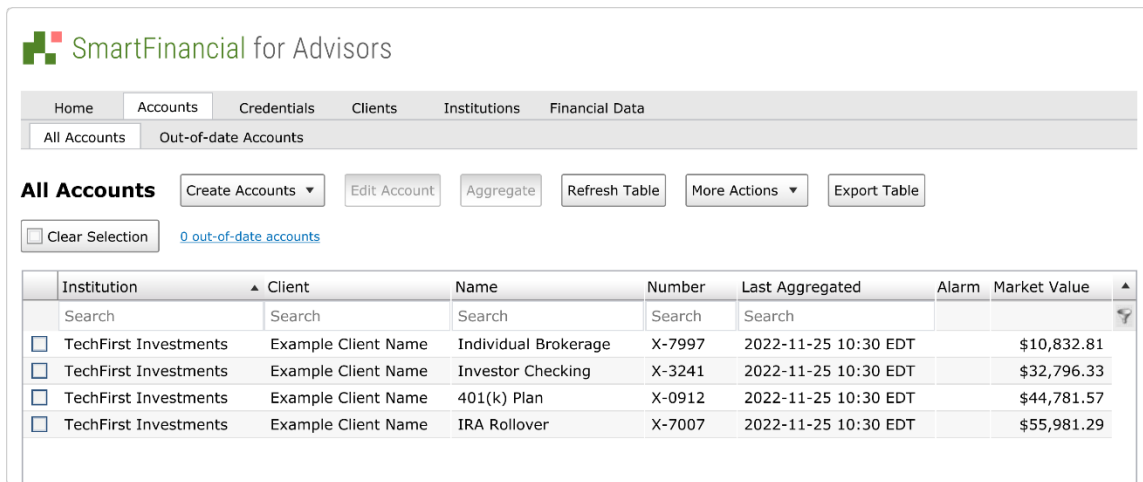 SmartFinancial for Advisors
Home Accounts Credentials Clients Institutions Financial Data
All Accounts Out-of-date Accounts
All Accounts Create Accounts ▼ Edit Account Aggregate Refresh Table More Actions ▼ Export Table
Clear Selection 0 out-of-date accounts
Institution ▲ Client Name Number Last Aggregated Alarm Market Value ▲
Search Search Search Search Search
TechFirst Investments Example Client Name Individual Brokerage X-7997 2022-11-25 10:30 EDT $10,832.81
TechFirst Investments Example Client Name Investor Checking X-3241 2022-11-25 10:30 EDT $32,796.33
TechFirst Investments Example Client Name 401(k) Plan X-0912 2022-11-25 10:30 EDT $44,781.57
TechFirst Investments Example Client Name IRA Rollover X-7007 2022-11-25 10:30 EDT $55,981.29